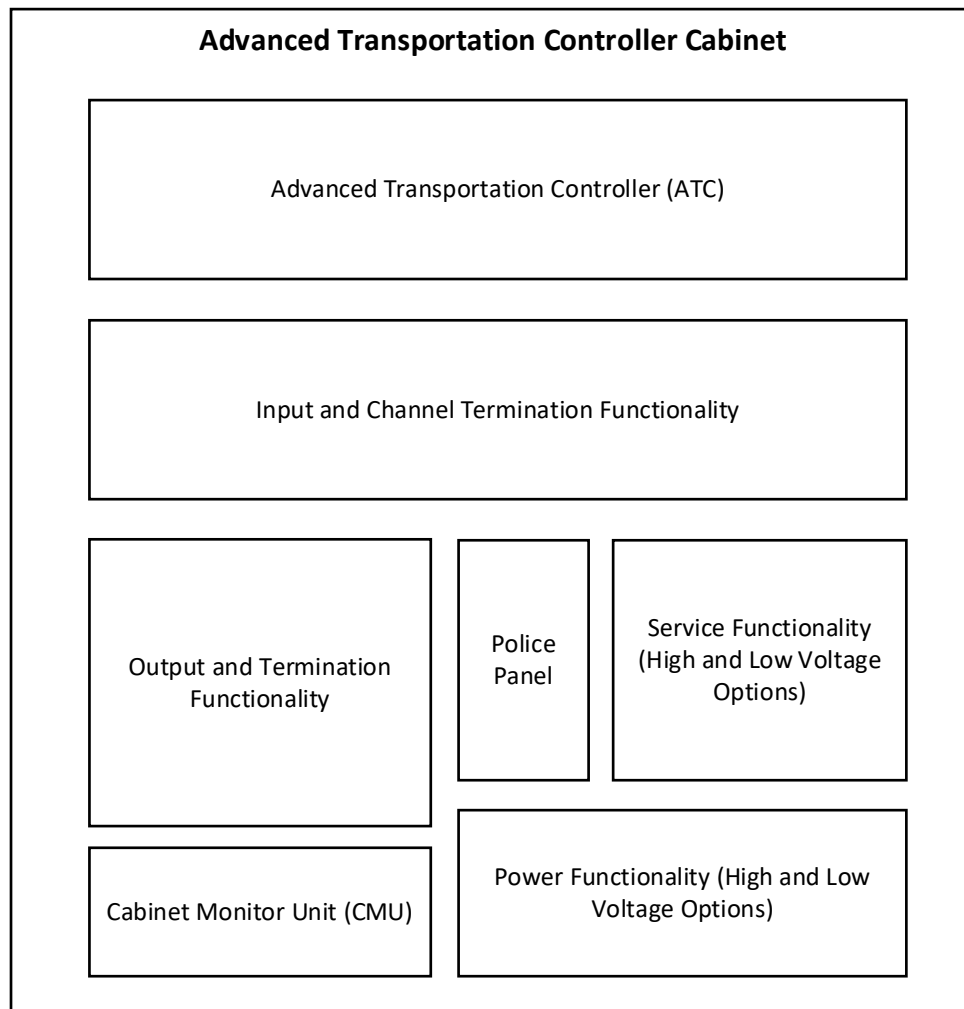 Advanced Transportation Controller Cabinet
Advanced Transportation Controller (ATC)
Input and Channel Termination Functionality
Output and Termination
Functionality
Police
Panel
Service Functionality
(High and Low Voltage
Options)
Cabinet Monitor Unit (CMU)
Power Functionality (High and Low
Voltage Options)